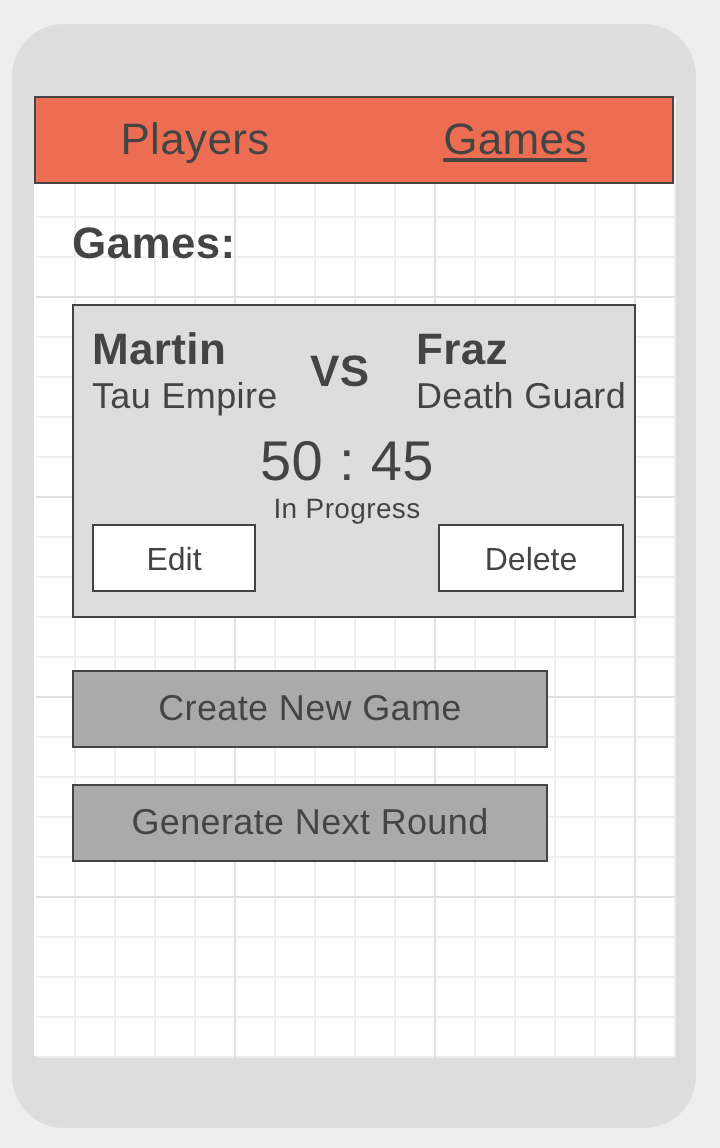 Players Games
Games:
Martin VS Fraz
Tau Empire Death Guard
50 : 45
In Progress
Edit Delete
Create New Game
Generate Next Round